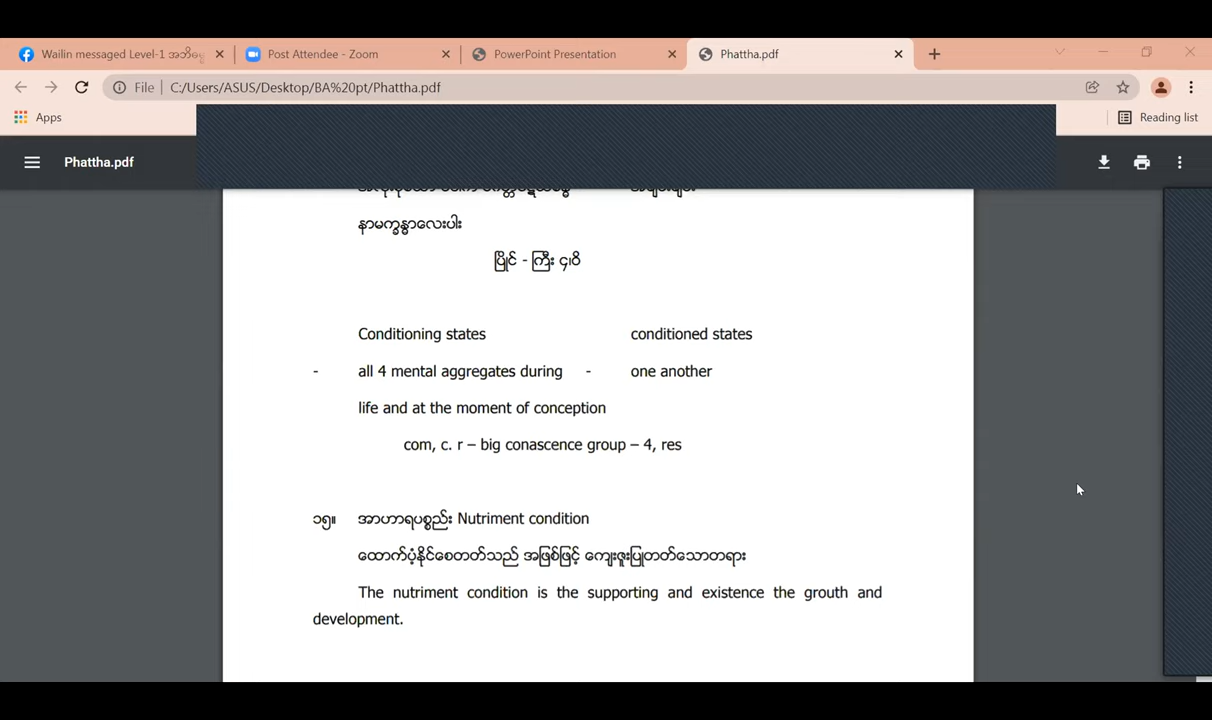 Wailin messaged Level-1 အဘိဓမ္မ
Post Attendee - Zoom
PowerPoint Presentation
Phattha.pdf
File
C:/Users/ASUS/Desktop/BA%20pt/Phattha.pdf
Apps
Reading list
Phattha.pdf
နာမက္ခန္ဓာလေးပါး
ပြိုင် - ကြီး ၄၊ဝိ
Conditioning states conditioned states
- all 4 mental aggregates during - one another
life and at the moment of conception
com, c. r – big conascence group – 4, res
၁၅။ အာဟာရပစ္စည်း Nutriment condition
ထောက်ပံ့နိုင်စေတတ်သည် အဖြစ်ဖြင့် ကျေးဇူးပြုတတ်သောတရား
The nutriment condition is the supporting and existence the grouth and
development.